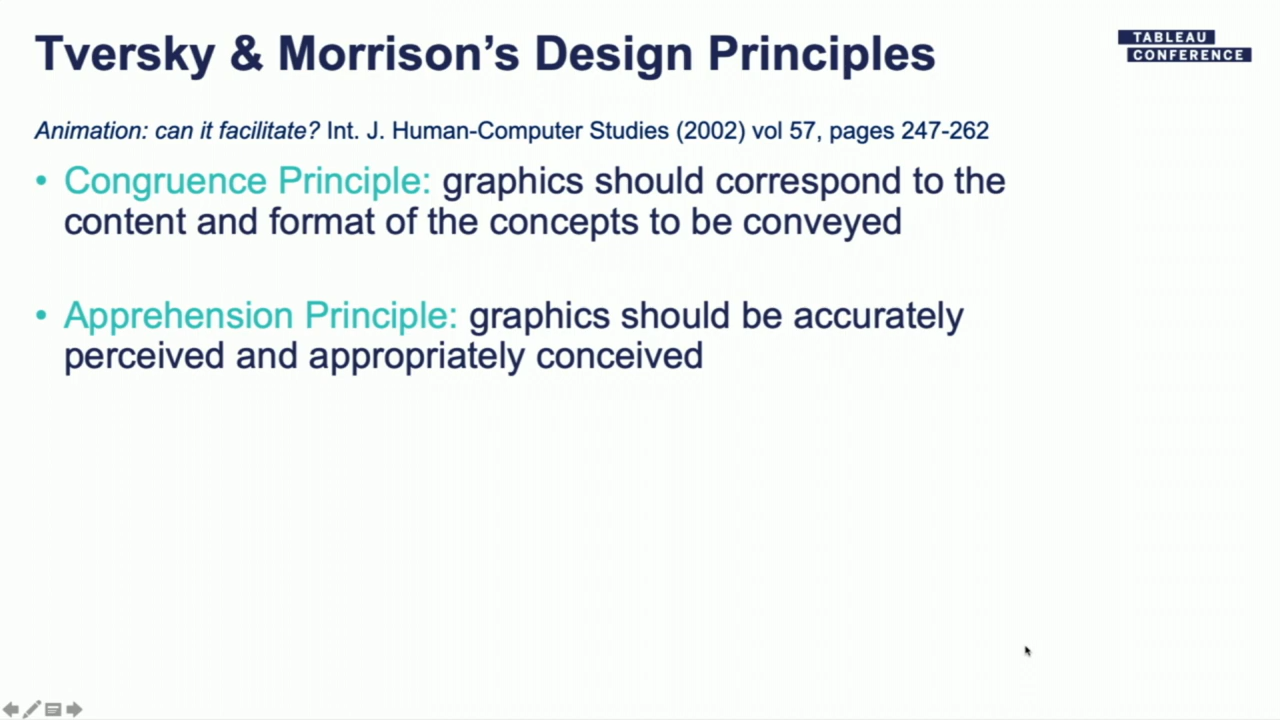 Tversky & Morrison’s Design Principles
TABLEAU
CONFERENCE
Animation: can it facilitate? Int. J. Human-Computer Studies (2002) vol 57, pages 247-262
• Congruence Principle: graphics should correspond to the
content and format of the concepts to be conveyed
• Apprehension Principle: graphics should be accurately
perceived and appropriately conceived